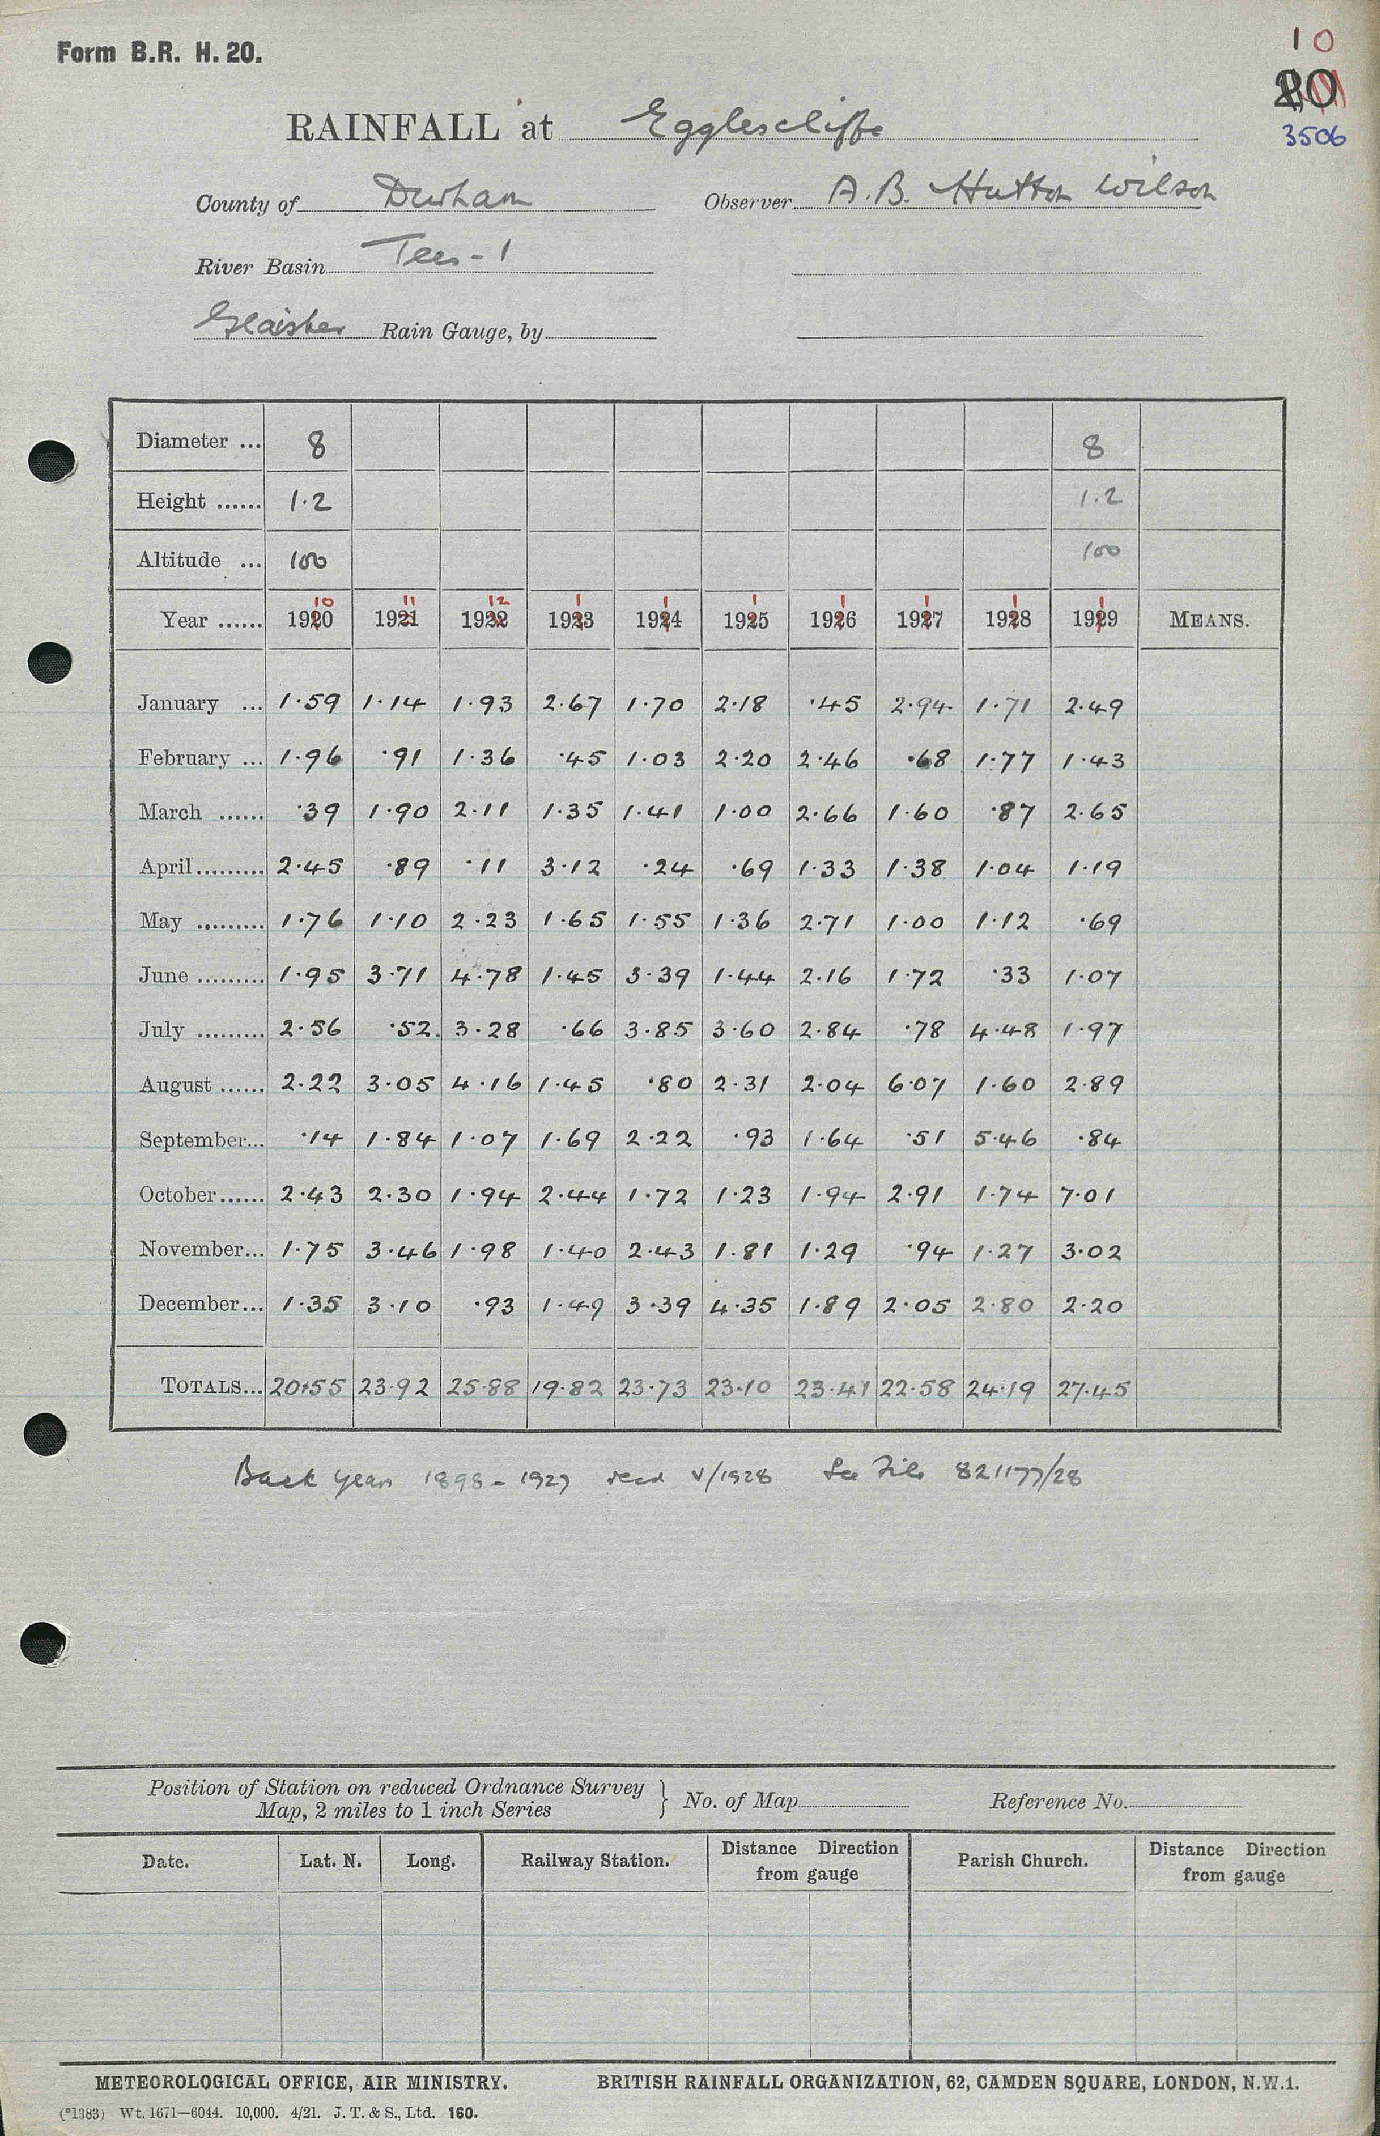 Form B.R. H. 20.
10
20
3506
RAINFALL at Egglescliffe
County of Durham Observer A.B. Hutton Wilson
River Basin Tees-1
Glaisher Rain Gauge, by
Diameter ... 8 8
Height ...... 1.2 1.2
Altitude ... 100 100
10 11 12 1 1 1 1 1 1 1
Year ...... 1920 1921 1922 1923 1924 1925 1926 1927 1928 1929 MEANS.
January ... 1.59 1.14 1.93 2.67 1.70 2.18 .45 2.94 1.71 2.49
February ... 1.96 .91 1.36 .45 1.03 2.20 2.46 .68 1.77 1.43
March ...... .39 1.90 2.11 1.35 1.41 1.00 2.66 1.60 .87 2.65
April......... 2.45 .89 .11 3.12 .24 .69 1.33 1.38 1.04 1.19
May ......... 1.76 1.10 2.23 1.65 1.55 1.36 2.71 1.00 1.12 .69
June ......... 1.95 3.71 4.78 1.45 3.39 1.44 2.16 1.72 .33 1.07
July ......... 2.56 .52 3.28 .66 3.85 3.60 2.84 .78 4.48 1.97
August ...... 2.22 3.05 4.16 1.45 .80 2.31 2.04 6.07 1.60 2.89
September... .14 1.84 1.07 1.69 2.22 .93 1.64 .51 5.46 .84
October...... 2.43 2.30 1.94 2.44 1.72 1.23 1.94 2.91 1.74 7.01
November... 1.75 3.46 1.98 1.40 2.43 1.81 1.29 .94 1.27 3.02
December... 1.35 3.10 .93 1.49 3.39 4.35 1.89 2.05 2.80 2.20
TOTALS... 20.55 23.92 25.88 19.82 23.73 23.10 23.41 22.58 24.19 27.45
Back years 1898-1927 recd V/1928 See File 821177/28
Position of Station on reduced Ordnance Survey
Map, 2 miles to 1 inch Series } No. of Map Reference No.
Date. Lat. N. Long. Railway Station. Distance Direction from gauge Parish Church. Distance Direction from gauge
METEOROLOGICAL OFFICE, AIR MINISTRY. BRITISH RAINFALL ORGANIZATION, 62, CAMDEN SQUARE, LONDON, N.W.1.
(*1383) Wt. 1671—6044. 10,000. 4/21. J. T. & S., Ltd. 160.